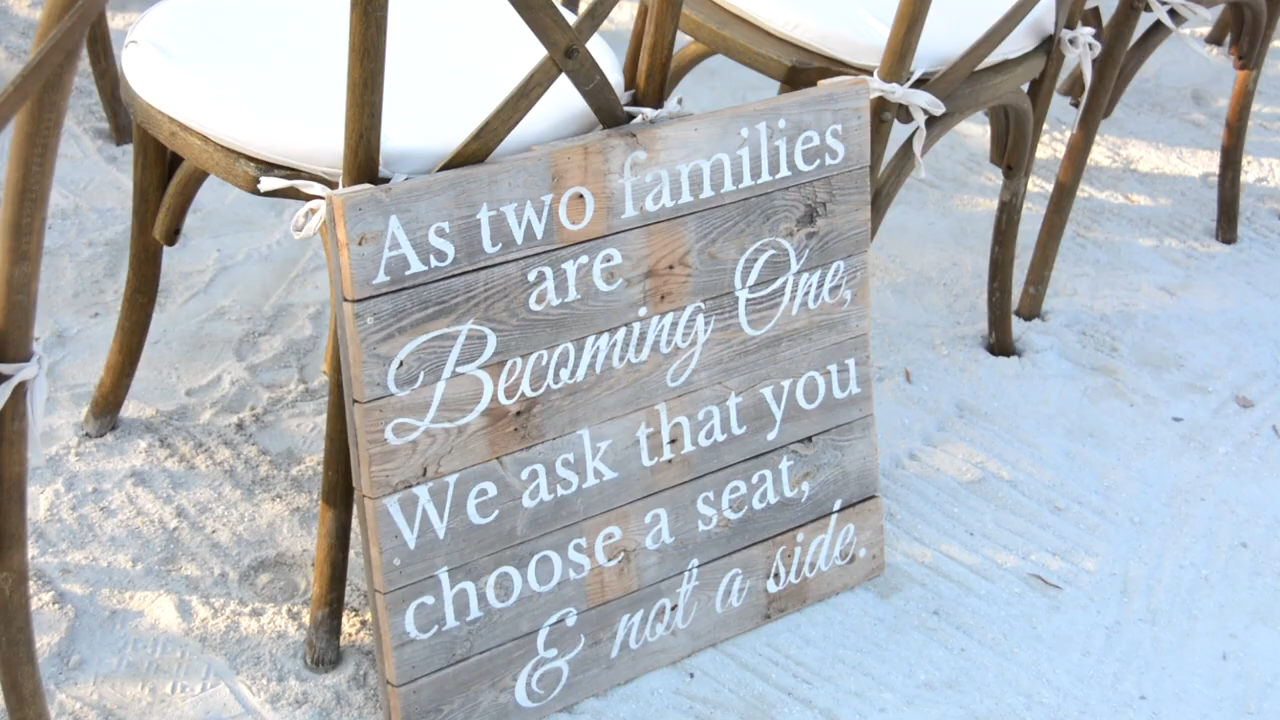 As two families
are
Becoming One,
We ask that you
choose a seat,
& not a side.